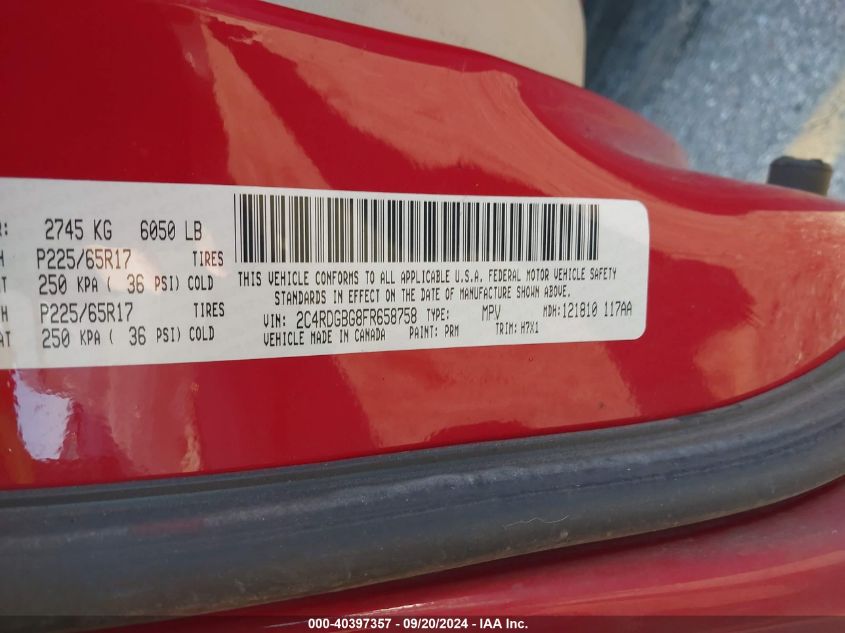 R: 2745 KG 6050 LB
H P225/65R17 TIRES
AT 250 KPA ( 36 PSI) COLD
H P225/65R17 TIRES
AT 250 KPA ( 36 PSI) COLD
THIS VEHICLE CONFORMS TO ALL APPLICABLE U.S.A. FEDERAL MOTOR VEHICLE SAFETY
STANDARDS IN EFFECT ON THE DATE OF MANUFACTURE SHOWN ABOVE.
VIN: 2C4RDGBG8FR658758 TYPE: MPV MDH:121810 117AA
VEHICLE MADE IN CANADA PAINT: PRM TRIM: H7X1
000-40397357 - 09/20/2024 - IAA Inc.